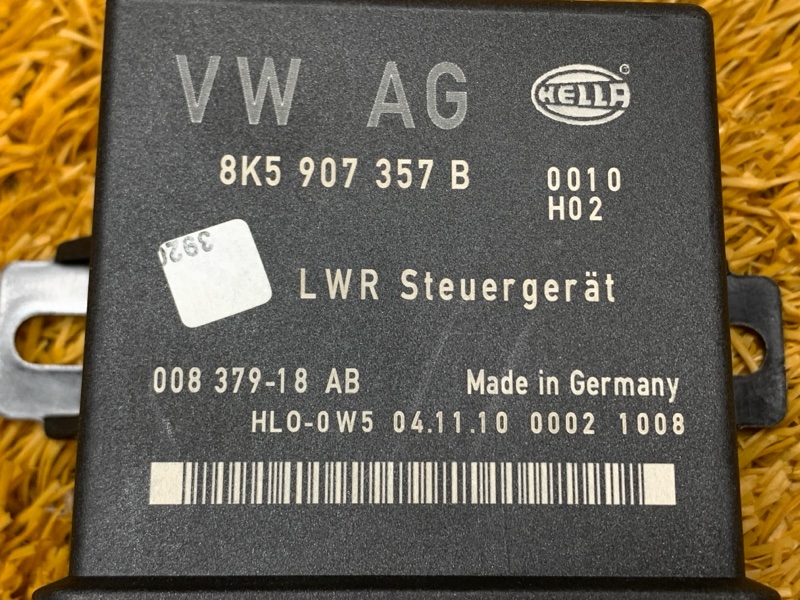 VW AG HELLA ®
8K5 907 357 B 0010
H02
392
LWR Steuergerät
008 379-18 AB Made in Germany
HLO-0W5 04.11.10 0002 1008